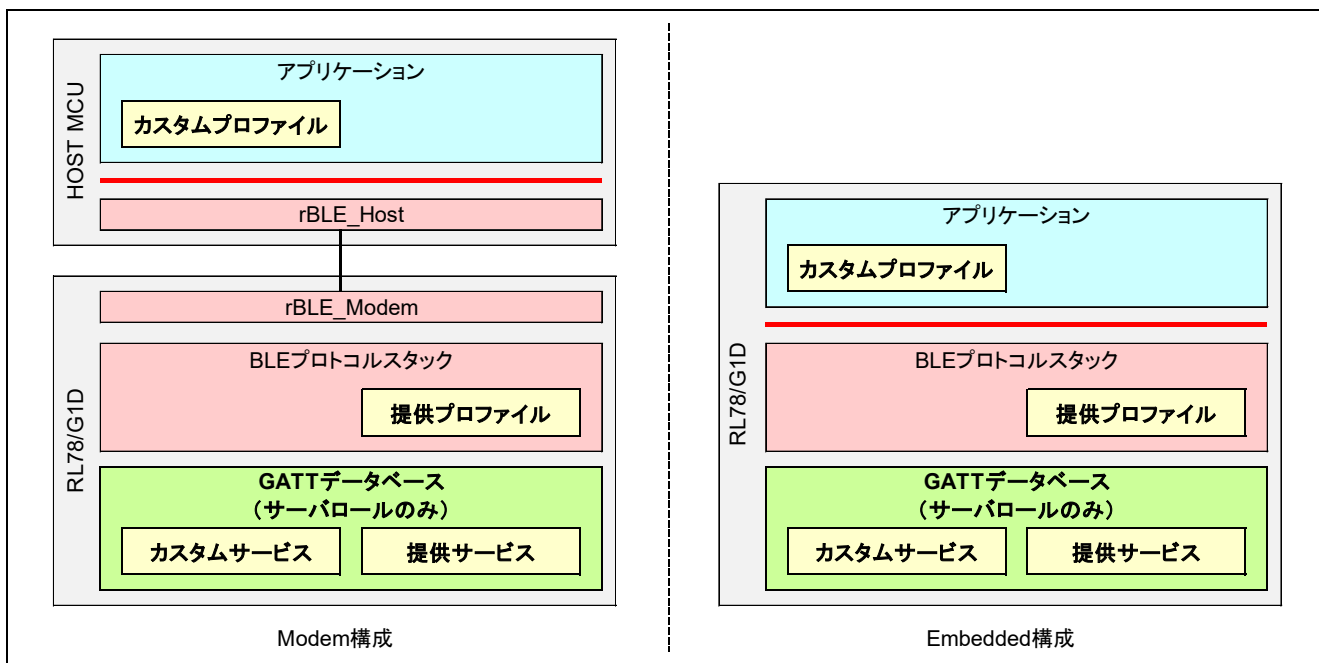 HOST MCU
アプリケーション
カスタムプロファイル
rBLE_Host
RL78/G1D
rBLE_Modem
BLEプロトコルスタック
提供プロファイル
GATTデータベース
（サーバロールのみ）
カスタムサービス
提供サービス
Modem構成
RL78/G1D
アプリケーション
カスタムプロファイル
BLEプロトコルスタック
提供プロファイル
GATTデータベース
（サーバロールのみ）
カスタムサービス
提供サービス
Embedded構成